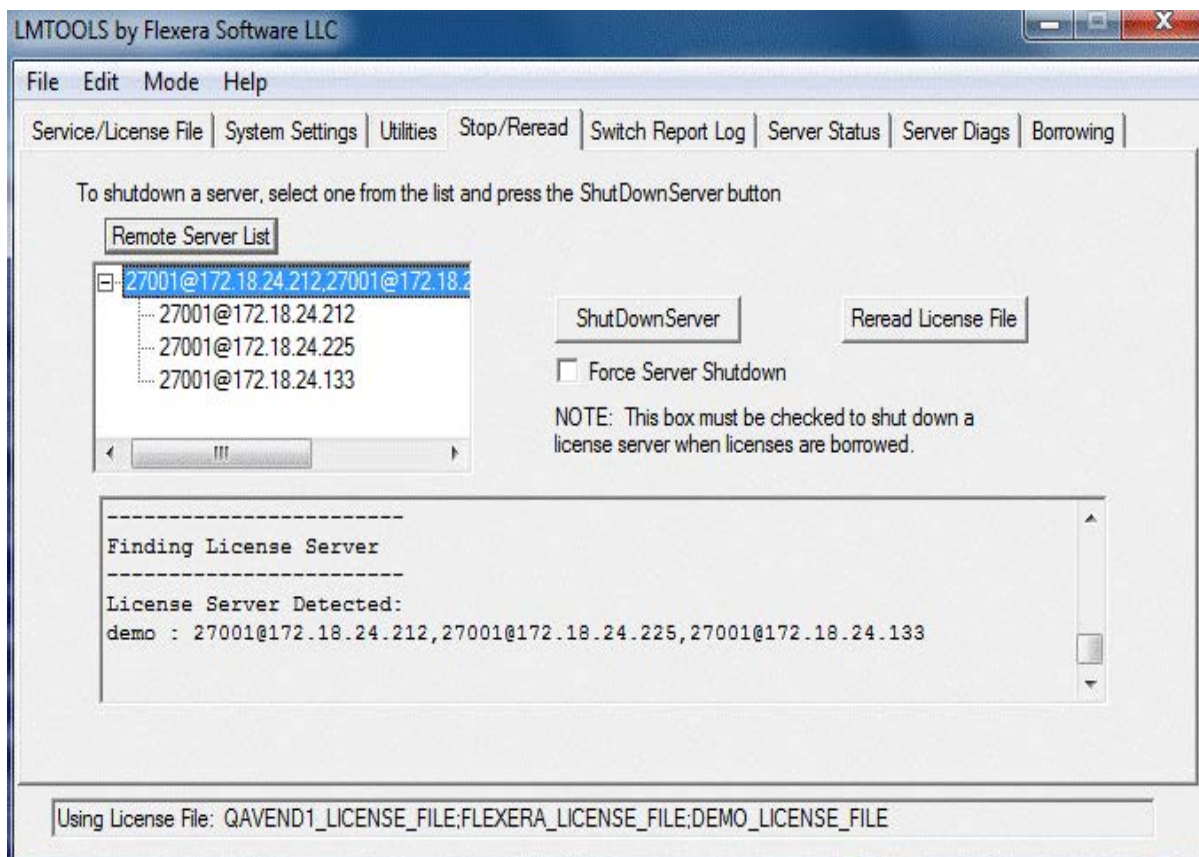 LMTOOLS by Flexera Software LLC
File Edit Mode Help
Service/License File System Settings Utilities Stop/Reread Switch Report Log Server Status Server Diags Borrowing
To shutdown a server, select one from the list and press the ShutDownServer button
Remote Server List
27001@172.18.24.212,27001@172.18.2
27001@172.18.24.212
27001@172.18.24.225
27001@172.18.24.133
ShutDownServer
Reread License File
Force Server Shutdown
NOTE: This box must be checked to shut down a
license server when licenses are borrowed.
------------------------
Finding License Server
------------------------
License Server Detected:
demo : 27001@172.18.24.212,27001@172.18.24.225,27001@172.18.24.133
Using License File: QAVEND1_LICENSE_FILE;FLEXERA_LICENSE_FILE;DEMO_LICENSE_FILE